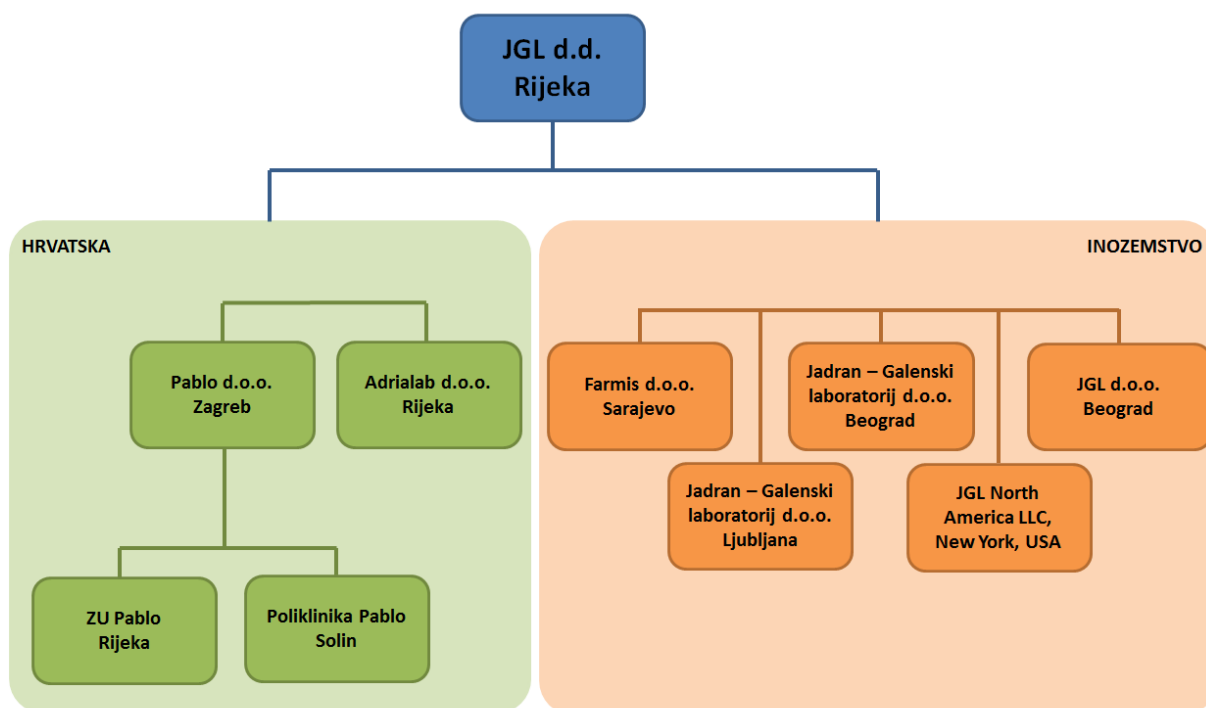 JGL d.d.
Rijeka
HRVATSKA
Pablo d.o.o.
Zagreb
Adrialab d.o.o.
Rijeka
ZU Pablo
Rijeka
Poliklinika Pablo
Solin
INOZEMSTVO
Farmis d.o.o.
Sarajevo
Jadran – Galenski
laboratorij d.o.o.
Beograd
JGL d.o.o.
Beograd
Jadran – Galenski
laboratorij d.o.o.
Ljubljana
JGL North
America LLC,
New York, USA